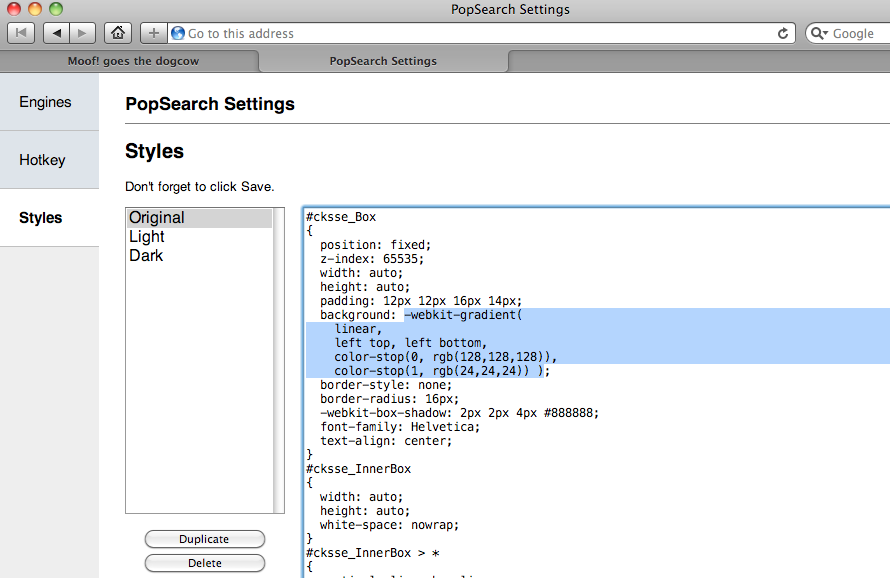 PopSearch Settings
Go to this address
Google
Moof! goes the dogcow
PopSearch Settings
Engines
Hotkey
Styles
PopSearch Settings
Styles
Don't forget to click Save.
Original
Light
Dark
Duplicate
Delete
#cksse_Box
{
position: fixed;
z-index: 65535;
width: auto;
height: auto;
padding: 12px 12px 16px 14px;
background: -webkit-gradient(
linear,
left top, left bottom,
color-stop(0, rgb(128,128,128)),
color-stop(1, rgb(24,24,24)) );
border-style: none;
border-radius: 16px;
-webkit-box-shadow: 2px 2px 4px #888888;
font-family: Helvetica;
text-align: center;
}
#cksse_InnerBox
{
width: auto;
height: auto;
white-space: nowrap;
}
#cksse_InnerBox > *
{